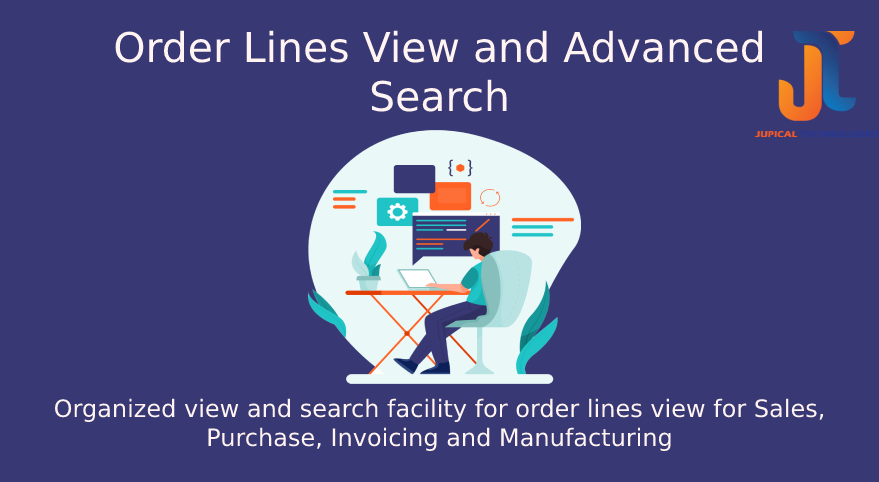 Order Lines View and Advanced
Search
JUPICAL
Organized view and search facility for order lines view for Sales,
Purchase, Invoicing and Manufacturing